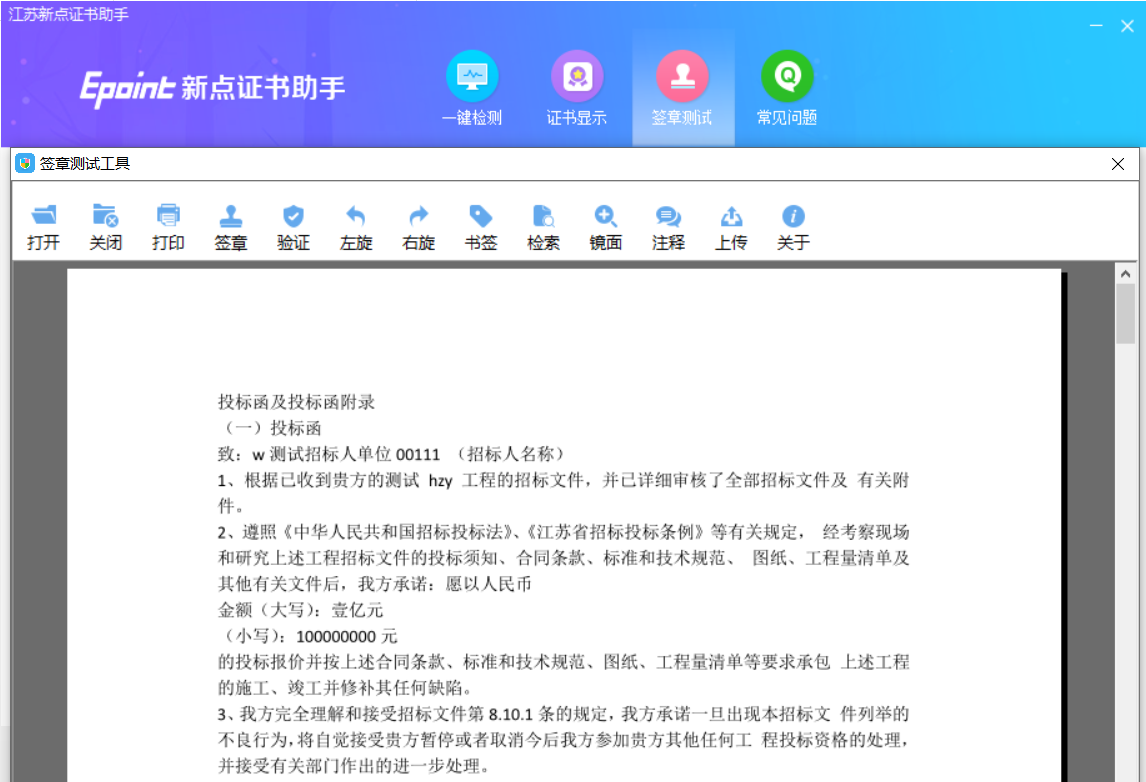 江苏新点证书助手
Epoint 新点证书助手
一键检测 证书显示 签章测试 常见问题
签章测试工具
打开 关闭 打印 签章 验证 左旋 右旋 书签 检索 镜面 注释 上传 关于
投标函及投标函附录
（一）投标函
致：w 测试招标人单位 00111 （招标人名称）
1、根据已收到贵方的测试 hzy 工程的招标文件，并已详细审核了全部招标文件及 有关附
件。
2、遵照《中华人民共和国招标投标法》、《江苏省招标投标条例》等有关规定， 经考察现场
和研究上述工程招标文件的投标须知、合同条款、标准和技术规范、 图纸、工程量清单及
其他有关文件后，我方承诺：愿以人民币
金额（大写）：壹亿元
（小写）：100000000 元
的投标报价并按上述合同条款、标准和技术规范、图纸、工程量清单等要求承包 上述工程
的施工、竣工并修补其任何缺陷。
3、我方完全理解和接受招标文件第 8.10.1 条的规定，我方承诺一旦出现本招标文 件列举的
不良行为，将自觉接受贵方暂停或者取消今后我方参加贵方其他任何工 程投标资格的处理，
并接受有关部门作出的进一步处理。